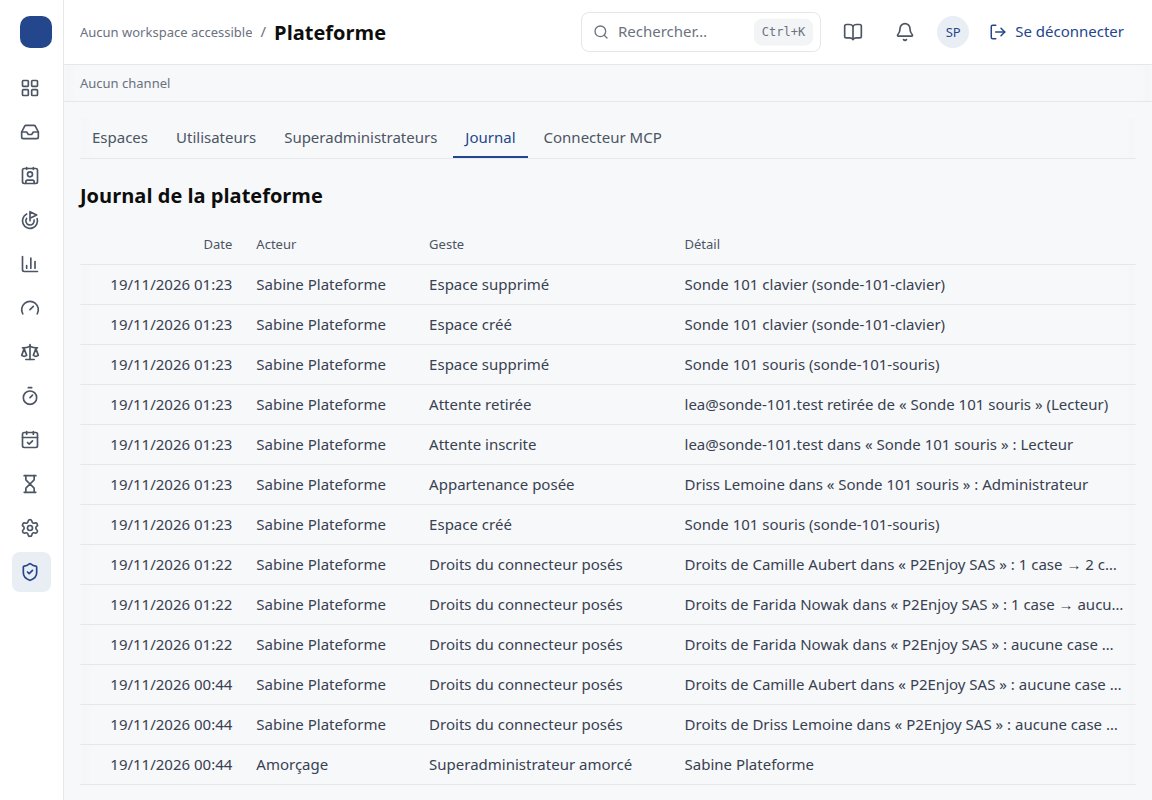 Aucun workspace accessible / Plateforme
Rechercher... Ctrl+K
SP
Se déconnecter
Aucun channel
Espaces Utilisateurs Superadministrateurs Journal Connecteur MCP
Journal de la plateforme
Date Acteur Geste Détail
19/11/2026 01:23 Sabine Plateforme Espace supprimé Sonde 101 clavier (sonde-101-clavier)
19/11/2026 01:23 Sabine Plateforme Espace créé Sonde 101 clavier (sonde-101-clavier)
19/11/2026 01:23 Sabine Plateforme Espace supprimé Sonde 101 souris (sonde-101-souris)
19/11/2026 01:23 Sabine Plateforme Attente retirée lea@sonde-101.test retirée de « Sonde 101 souris » (Lecteur)
19/11/2026 01:23 Sabine Plateforme Attente inscrite lea@sonde-101.test dans « Sonde 101 souris » : Lecteur
19/11/2026 01:23 Sabine Plateforme Appartenance posée Driss Lemoine dans « Sonde 101 souris » : Administrateur
19/11/2026 01:23 Sabine Plateforme Espace créé Sonde 101 souris (sonde-101-souris)
19/11/2026 01:22 Sabine Plateforme Droits du connecteur posés Droits de Camille Aubert dans « P2Enjoy SAS » : 1 case → 2 c...
19/11/2026 01:22 Sabine Plateforme Droits du connecteur posés Droits de Farida Nowak dans « P2Enjoy SAS » : 1 case → aucu...
19/11/2026 01:22 Sabine Plateforme Droits du connecteur posés Droits de Farida Nowak dans « P2Enjoy SAS » : aucune case ...
19/11/2026 00:44 Sabine Plateforme Droits du connecteur posés Droits de Camille Aubert dans « P2Enjoy SAS » : aucune case ...
19/11/2026 00:44 Sabine Plateforme Droits du connecteur posés Droits de Driss Lemoine dans « P2Enjoy SAS » : aucune case ...
19/11/2026 00:44 Amorçage Superadministrateur amorcé Sabine Plateforme